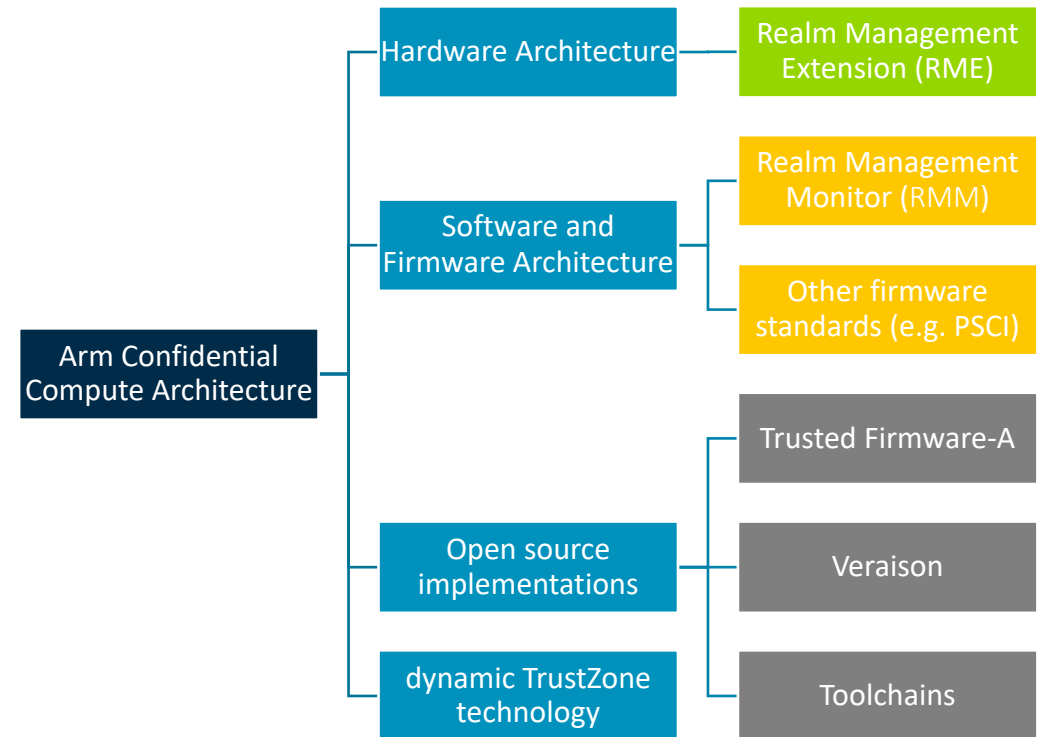 Hardware Architecture
Realm Management
Extension (RME)
Realm Management
Monitor (RMM)
Software and
Firmware Architecture
Other firmware
standards (e.g. PSCI)
Arm Confidential
Compute Architecture
Trusted Firmware-A
Open source
implementations
Veraison
dynamic TrustZone
technology
Toolchains